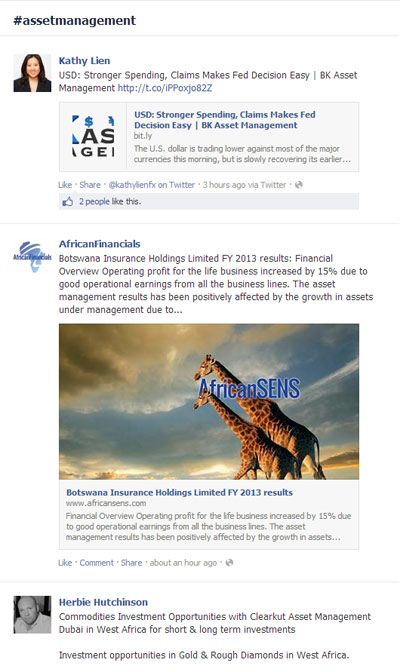 #assetmanagement
Kathy Lien
USD: Stronger Spending, Claims Makes Fed Decision Easy | BK Asset
Management http://t.co/iPPoxjo82Z
$
AS
AGEI
USD: Stronger Spending, Claims Makes Fed
Decision Easy | BK Asset Management
bit.ly
The U.S. dollar is trading lower against most of the major
currencies this morning, but is slowly recovering its earlier...
Like · Share · @kathylienfx on Twitter · 3 hours ago via Twitter ·
2 people like this.
AfricanFinancials
AfricanFinancials
Botswana Insurance Holdings Limited FY 2013 results: Financial
Overview Operating profit for the life business increased by 15% due to
good operational earnings from all the business lines. The asset
management results has been positively affected by the growth in assets
under management due to...
AfricanSENS
Botswana Insurance Holdings Limited FY 2013 results
www.africansens.com
Financial Overview Operating profit for the life business increased by 15% due
to good operational earnings from all the business lines. The asset
management results has been positively affected by the growth in assets...
Like · Comment · Share · about an hour ago ·
Herbie Hutchinson
Commodities Investment Opportunities with Clearkut Asset Management
Dubai in West Africa for short & long term investments
Investment opportunities in Gold & Rough Diamonds in West Africa.